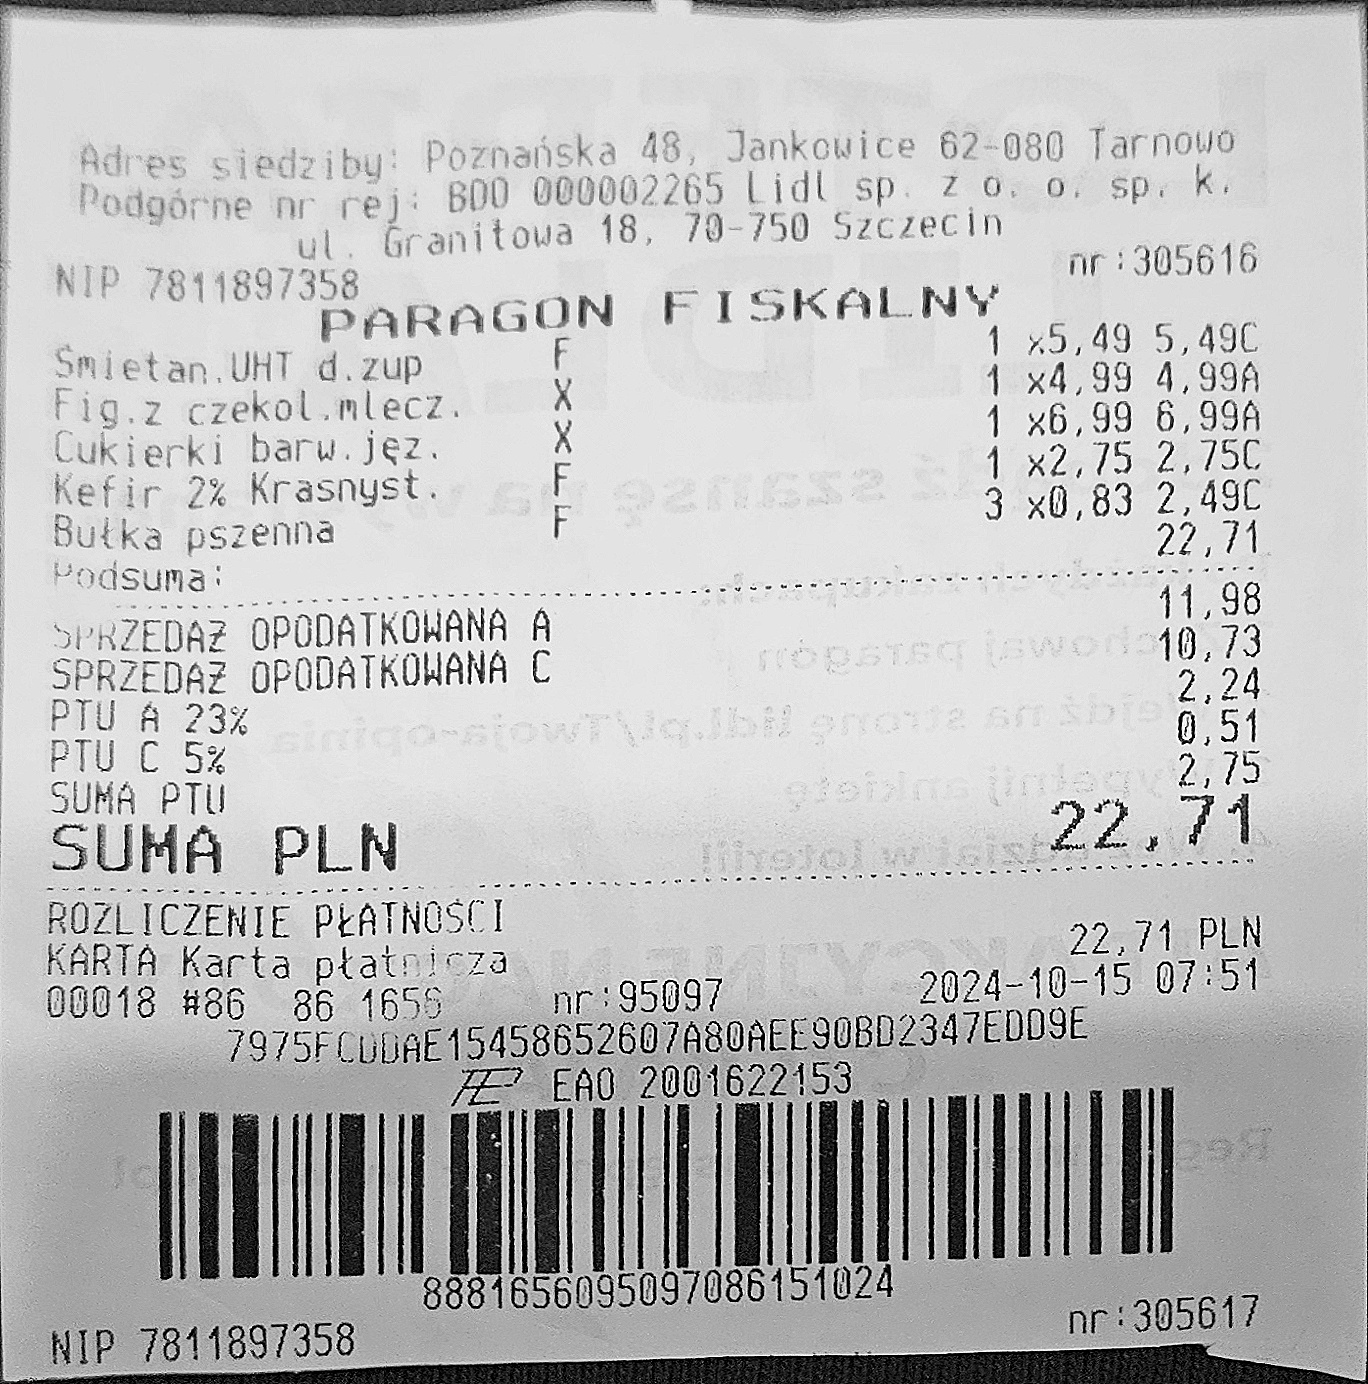 Adres siedziby: Poznańska 48, Jankowice 62-080 Tarnowo
Podgórne nr rej: BDO 000002265 Lidl sp. z o. o. sp. k.
ul. Granitowa 18, 70-750 Szczecin
NIP 7811897358 nr:305616
PARAGON FISKALNY
Śmietan.UHT d.zup F 1 x5,49 5,49C
Fig.z czekol.mlecz. X 1 x4,99 4,99A
Cukierki barw.jęz. X 1 x6,99 6,99A
Kefir 2% Krasnyst. F 1 x2,75 2,75C
Bułka pszenna F 3 x0,83 2,49C
Podsuma: 22,71
SPRZEDAŻ OPODATKOWANA A 11,98
SPRZEDAŻ OPODATKOWANA C 10,73
PTU A 23% 2,24
PTU C 5% 0,51
SUMA PTU 2,75
SUMA PLN 22,71
ROZLICZENIE PŁATNOŚCI
KARTA Karta płatnicza 22,71 PLN
00018 #86 86 1656 nr:95097 2024-10-15 07:51
EAO 2001622153
8881656095097086151024
NIP 7811897358 nr:305617